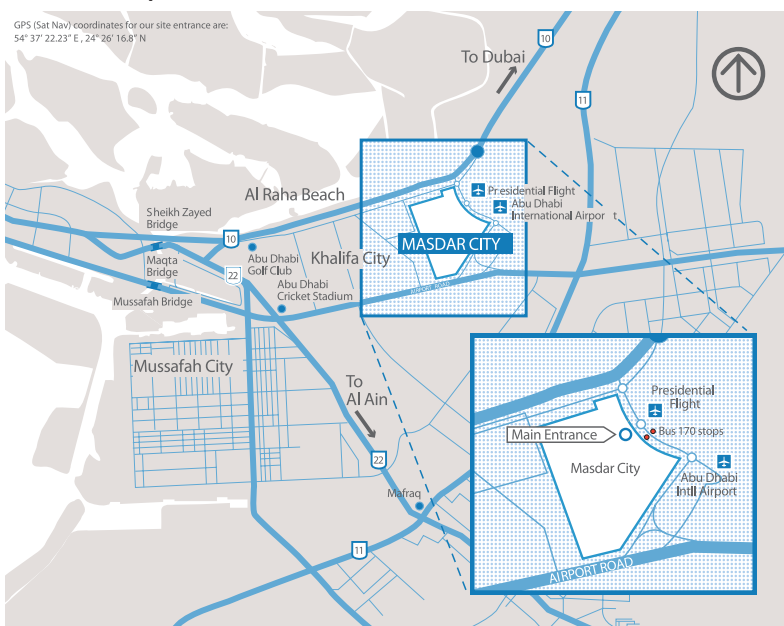 GPS (Sat Nav) coordinates for our site entrance are:
54° 37' 22.23" E , 24° 26' 16.8" N
10
To Dubai
11
Al Raha Beach
Presidential Flight
Abu Dhabi
International Airpor t
Sheikh Zayed
Bridge
10
MASDAR CITY
Maqta
Bridge
22
Abu Dhabi
Golf Club
Khalifa City
Abu Dhabi
Cricket Stadium
Mussafah Bridge
AIRPORT ROAD
Mussafah City
To
Al Ain
22
Mafraq
11
Presidential
Flight
Bus 170 stops
Main Entrance
Masdar City
Abu Dhabi
Intll Airport
AIRPORT ROAD